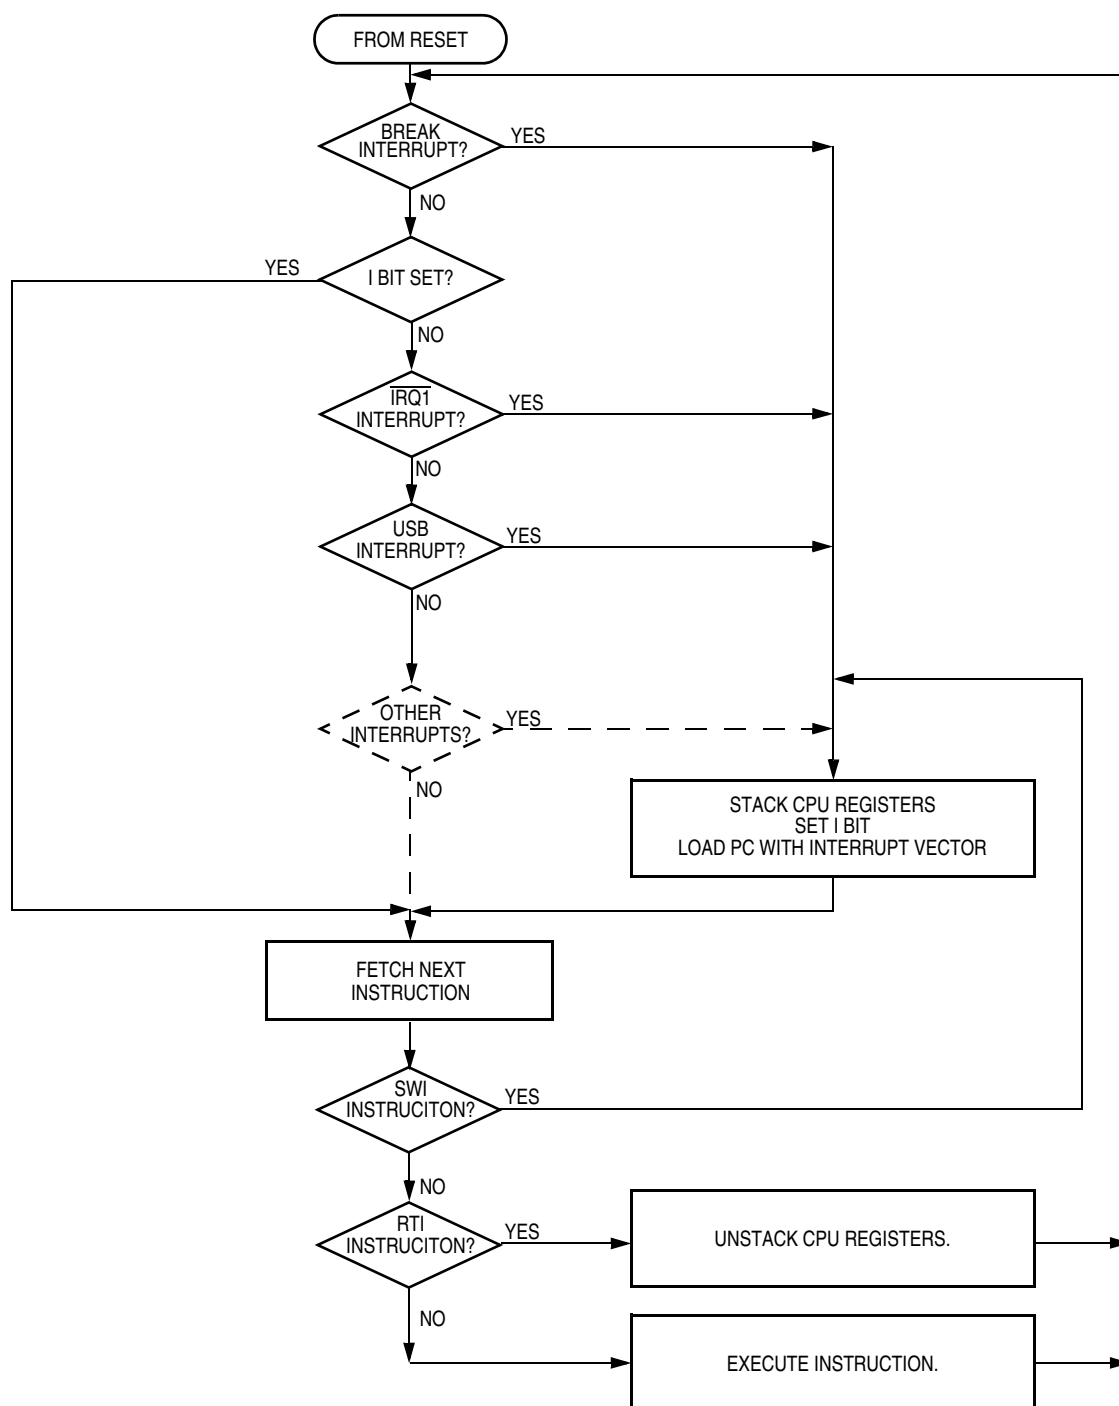 FROM RESET
BREAK
INTERRUPT?
YES
NO
YES
I BIT SET?
NO
IRQ1
INTERRUPT?
YES
NO
USB
INTERRUPT?
YES
NO
OTHER
INTERRUPTS?
YES
NO
STACK CPU REGISTERS
SET I BIT
LOAD PC WITH INTERRUPT VECTOR
FETCH NEXT
INSTRUCTION
SWI
INSTRUCITON?
YES
NO
RTI
INSTRUCITON?
YES
UNSTACK CPU REGISTERS.
NO
EXECUTE INSTRUCTION.